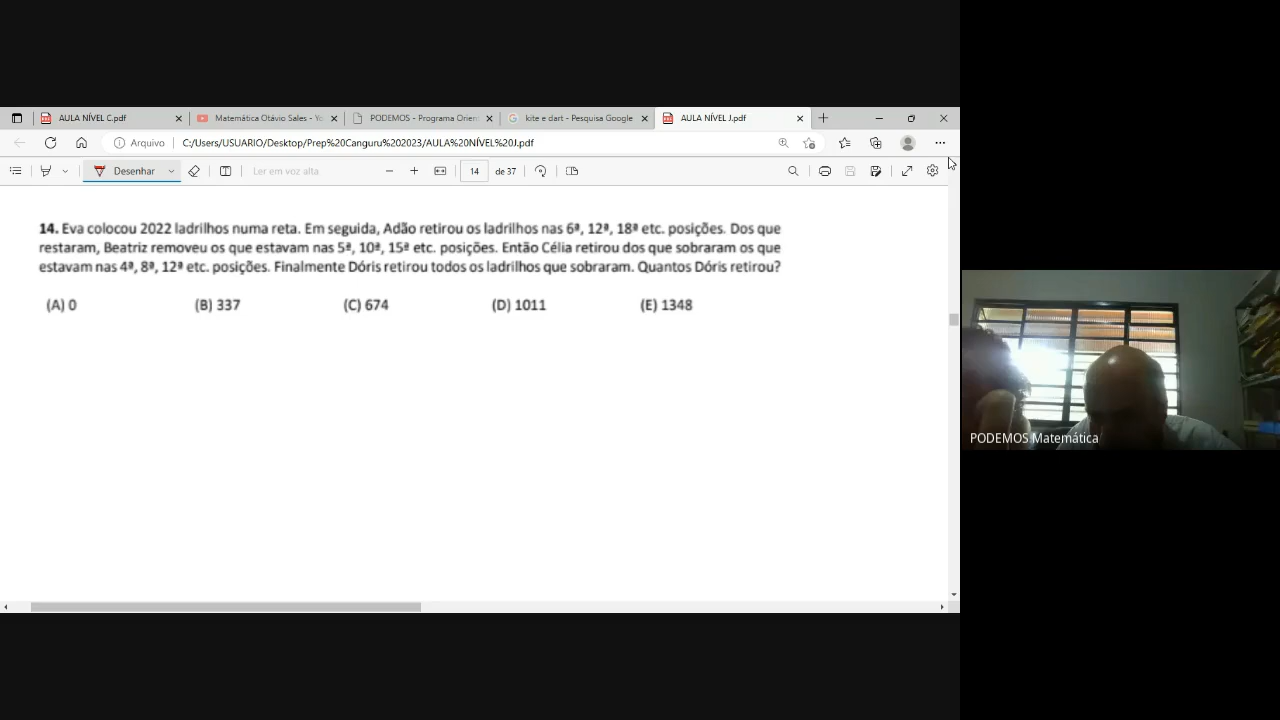 AULA NÍVEL C.pdf
Matemática Otávio Sales - Yo
PODEMOS - Programa Orien
kite e dart - Pesquisa Google
AULA NÍVEL J.pdf
Arquivo
C:/Users/USUARIO/Desktop/Prep%20Canguru%202023/AULA%20NÍVEL%20J.pdf
Desenhar
Ler em voz alta
14
de 37
14. Eva colocou 2022 ladrilhos numa reta. Em seguida, Adão retirou os ladrilhos nas 6ª, 12ª, 18ª etc. posições. Dos que
restaram, Beatriz removeu os que estavam nas 5ª, 10ª, 15ª etc. posições. Então Célia retirou dos que sobraram os que
estavam nas 4ª, 8ª, 12ª etc. posições. Finalmente Dóris retirou todos os ladrilhos que sobraram. Quantos Dóris retirou?
(A) 0 (B) 337 (C) 674 (D) 1011 (E) 1348
PODEMOS Matemática